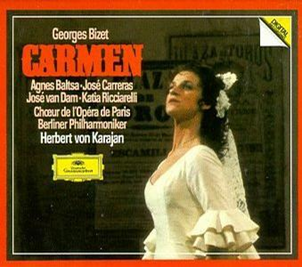 Georges Bizet
CARMEN
Agnes Baltsa·José Carreras
José van Dam·Katia Ricciarelli
Chœur de l'Opéra de Paris
Berliner Philharmoniker
Herbert von Karajan
DIGITAL
Deutsche
Grammophon
ESCAMILLO